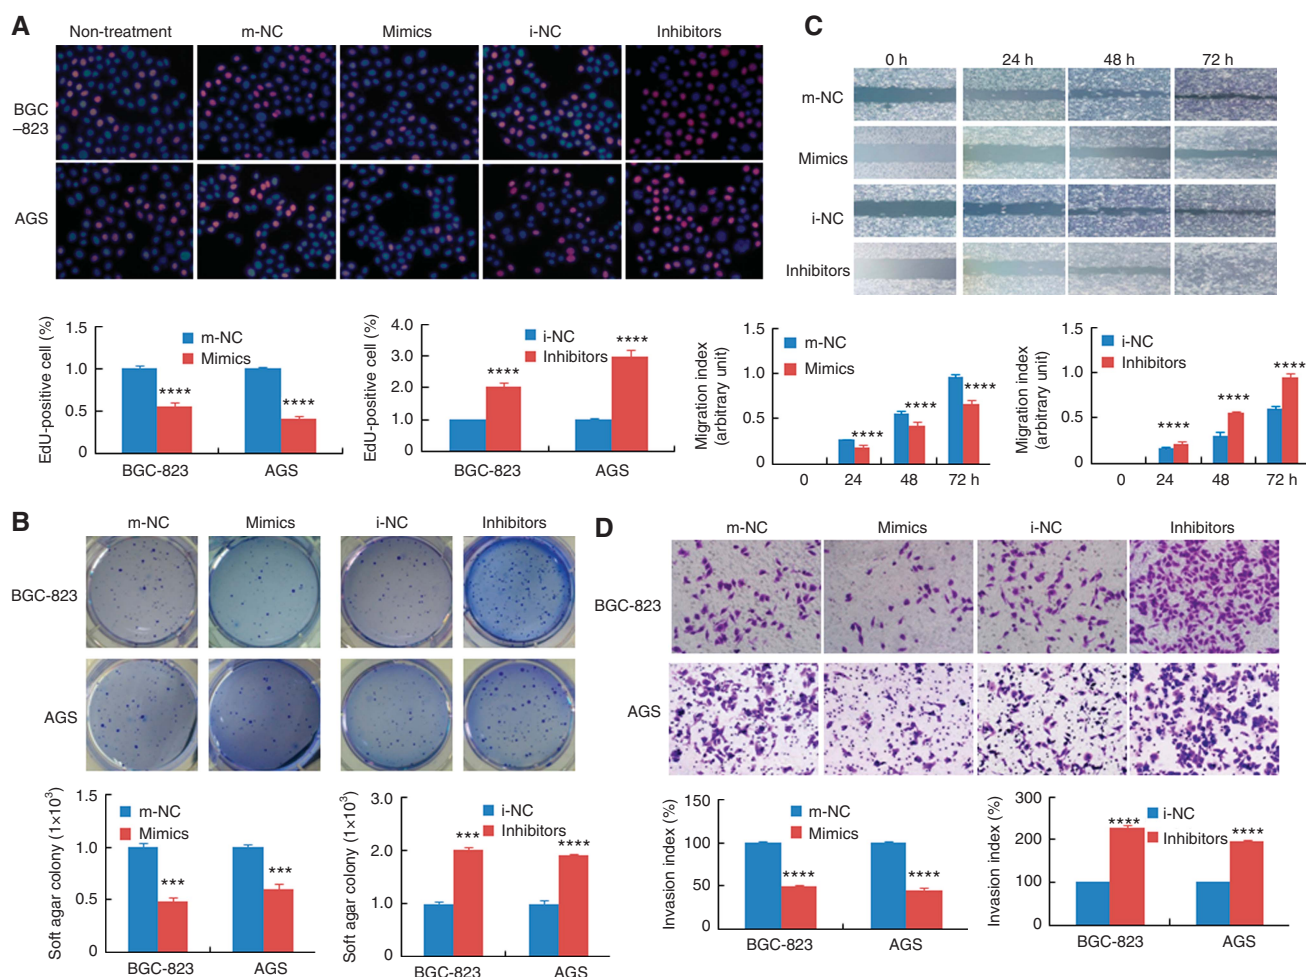 A
Non-treatment m-NC Mimics i-NC Inhibitors
BGC
–823
AGS
EdU-positive cell (%)
1.5
1.0
0.5
0
m-NC
Mimics
****
****
BGC-823 AGS
EdU-positive cell (%)
4.0
3.0
2.0
1.0
0
i-NC
Inhibitors
****
****
BGC-823 AGS
C
0 h 24 h 48 h 72 h
m-NC
Mimics
i-NC
Inhibitors
Migration index
(arbitrary unit)
1.5
1.0
0.5
0
m-NC
Mimics
****
****
****
0 24 48 72 h
Migration index
(arbitrary unit)
1.5
1.0
0.5
0
i-NC
Inhibitors
****
****
****
0 24 48 72 h
B
m-NC Mimics i-NC Inhibitors
BGC-823
AGS
Soft agar colony (1×10³)
1.5
1.0
0.5
0
m-NC
Mimics
***
***
BGC-823 AGS
Soft agar colony (1×10³)
3.0
2.0
1.0
0
i-NC
Inhibitors
***
****
BGC-823 AGS
D
m-NC Mimics i-NC Inhibitors
BGC-823
AGS
Invasion index (%)
150
100
50
0
m-NC
Mimics
****
****
BGC-823 AGS
Invasion index (%)
300
200
100
0
i-NC
Inhibitors
****
****
BGC-823 AGS